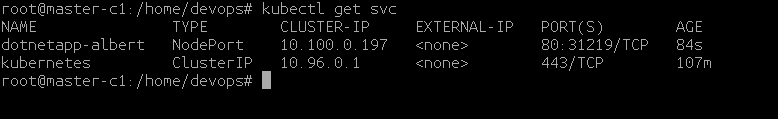 root@master-c1:/home/devops# kubectl get svc
NAME TYPE CLUSTER-IP EXTERNAL-IP PORT(S) AGE
dotnetapp-albert NodePort 10.100.0.197 <none> 80:31219/TCP 84s
kubernetes ClusterIP 10.96.0.1 <none> 443/TCP 107m
root@master-c1:/home/devops#